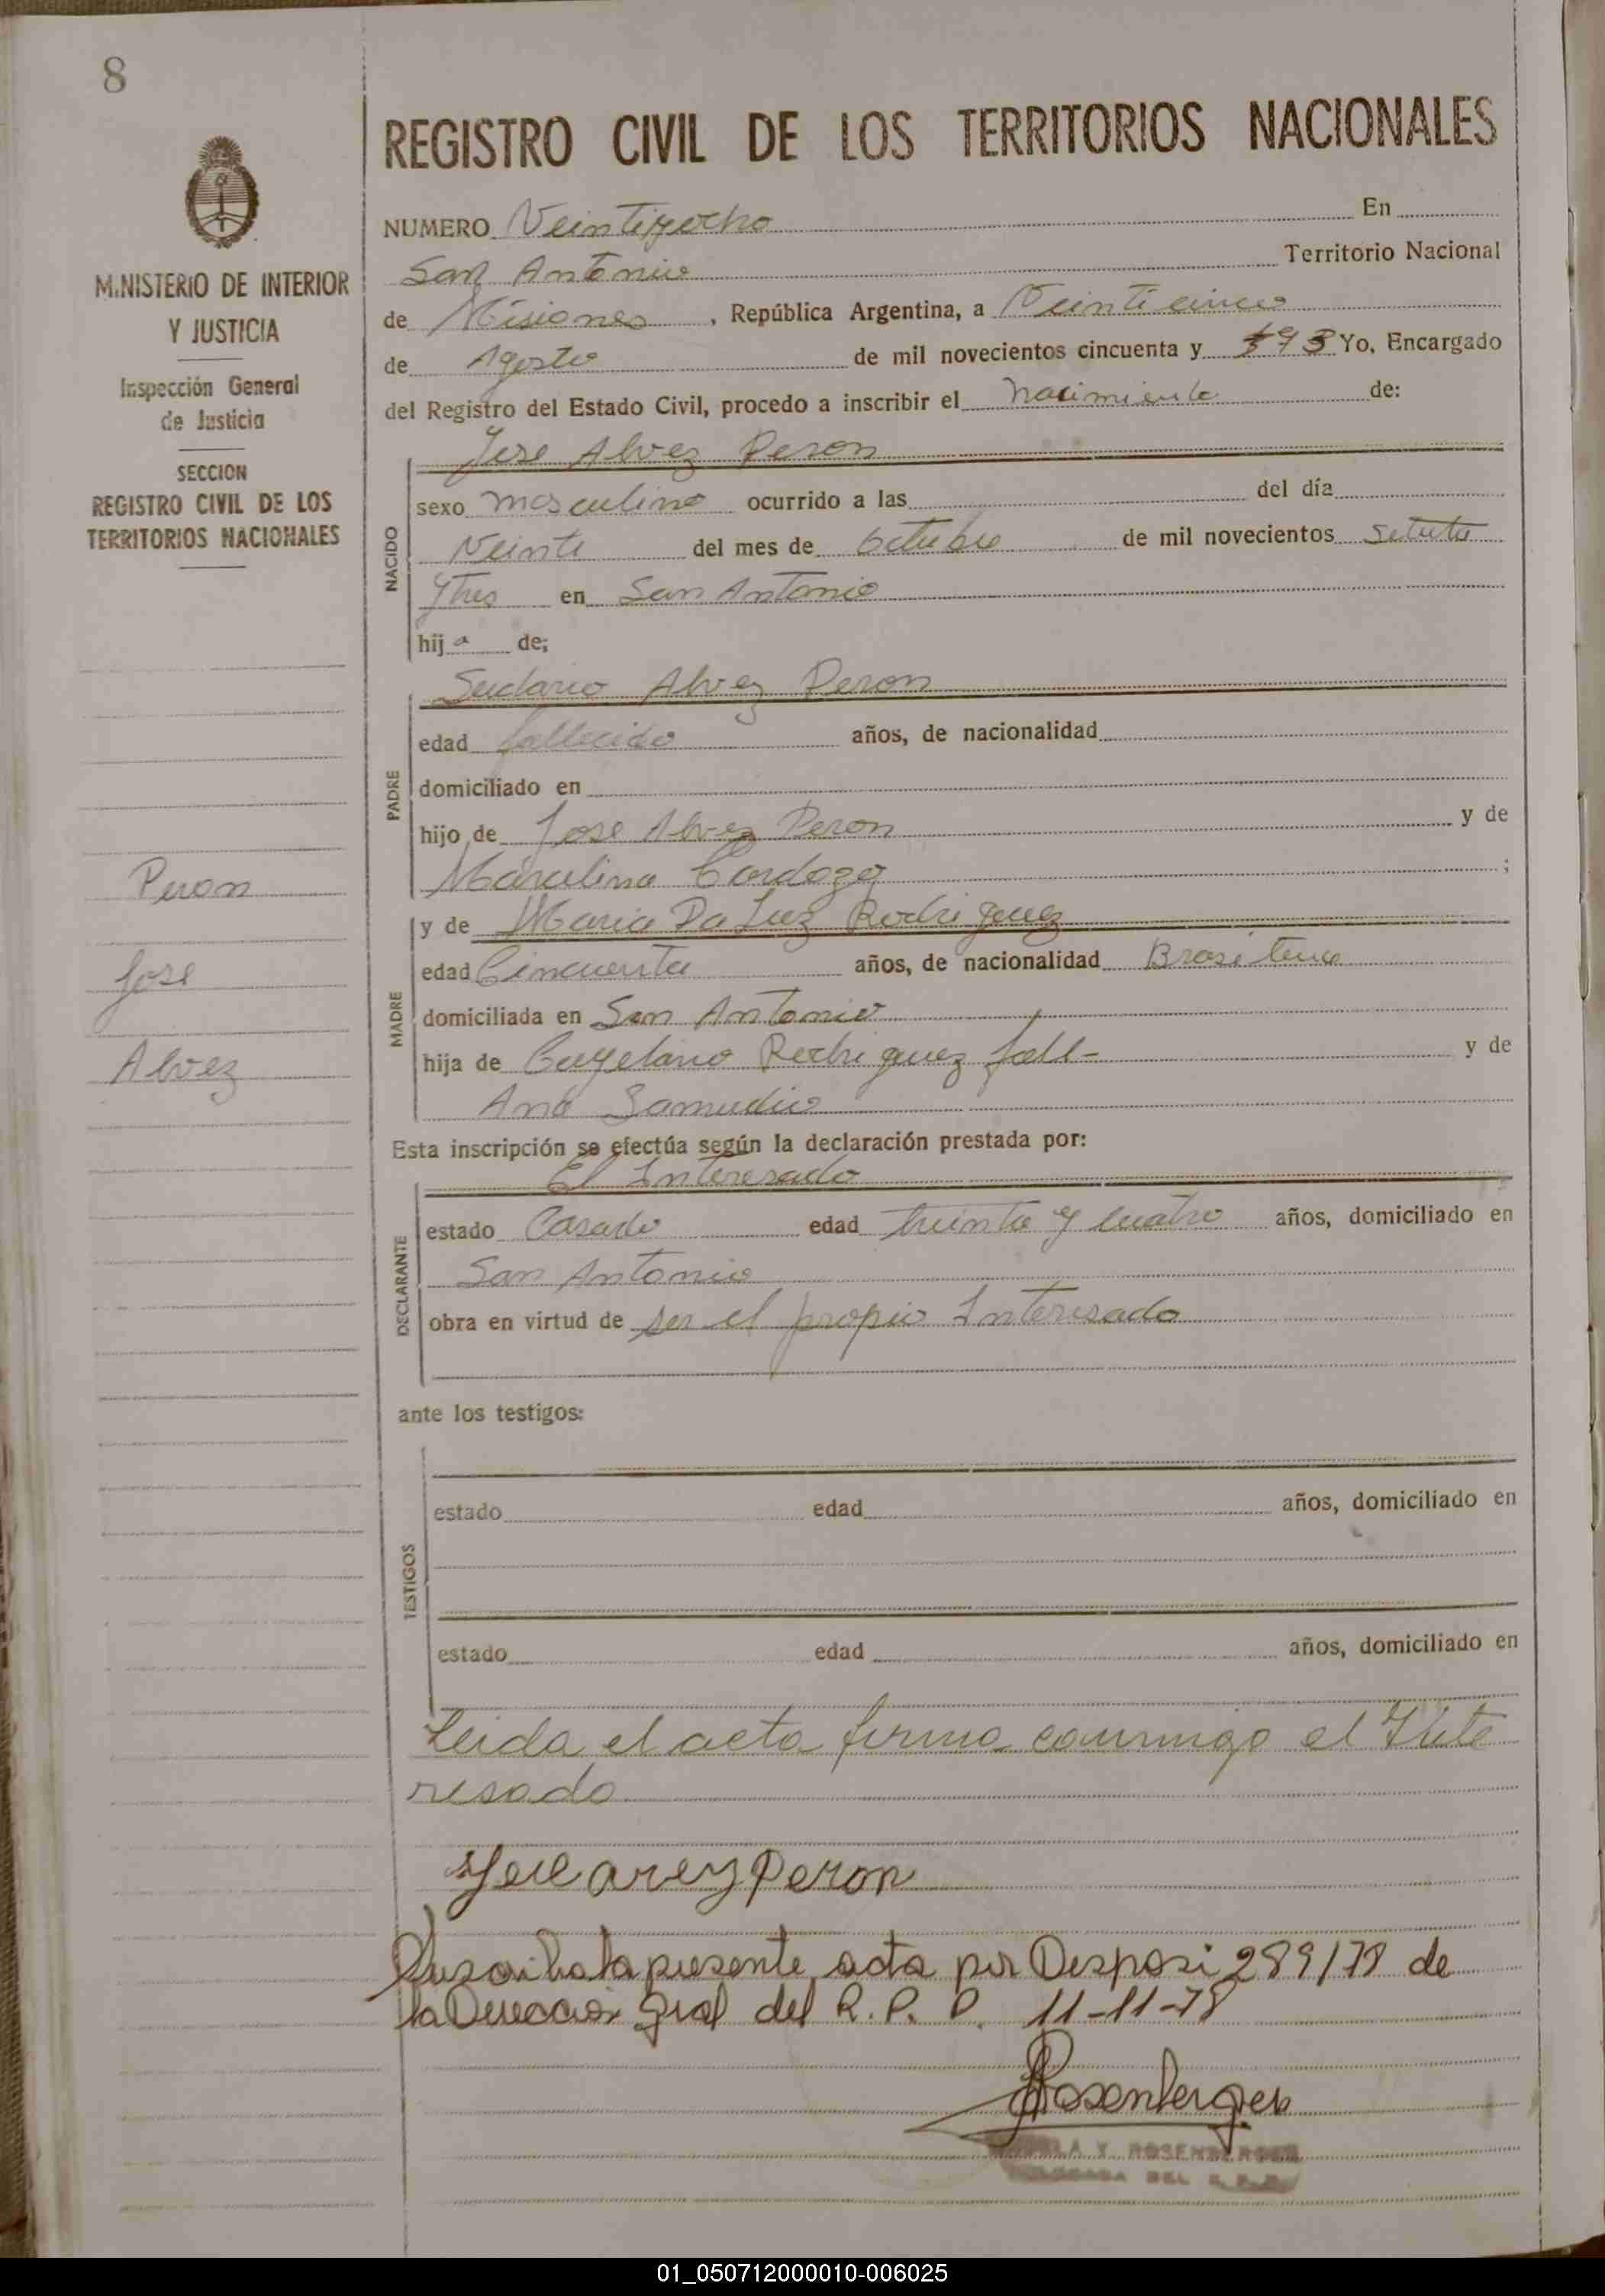 8
REGISTRO CIVIL DE LOS TERRITORIOS NACIONALES
MINISTERIO DE INTERIOR
Y JUSTICIA
Inspección General
de Justicia
SECCION
REGISTRO CIVIL DE LOS
TERRITORIOS NACIONALES
Peron
Jose
Alvez
NUMERO Veintiocho En
San Antonio Territorio Nacional
de Misiones, República Argentina, a Veinticinco
de Agosto de mil novecientos cincuenta y Yo, Encargado
del Registro del Estado Civil, procedo a inscribir el nacimiento de:
Jose Alvez Peron
NACIDO
sexo masculino ocurrido a las del día
Veinte del mes de Octubre de mil novecientos
y tres en San Antonio
hij de;
Alvez Peron
PADRE
edad fallecido años, de nacionalidad
domiciliado en
hijo de Jose Alvez Peron y de
Marcelina Cardozo ;
MADRE
y de Maria Da Luz Rodriguez
edad Cincuenta años, de nacionalidad
domiciliada en San Antonio
hija de Cayetano Rodriguez fall- y de
Ana Samudio
Esta inscripción se efectúa según la declaración prestada por:
El Interesado
DECLARANTE
estado Casado edad treinta y cuatro años, domiciliado en
San Antonio
obra en virtud de ser el propio Interesado
ante los testigos:
TESTIGOS
estado edad años, domiciliado en
estado edad años, domiciliado en
Leida el acta firma conmigo el Inte
resado
Peron
la presente acta por Desposi 289/78 de
la Gral del R. P. P. 11-11-78
Rosenberger
ROSENBERGER
DEL
01_050712000010-006025